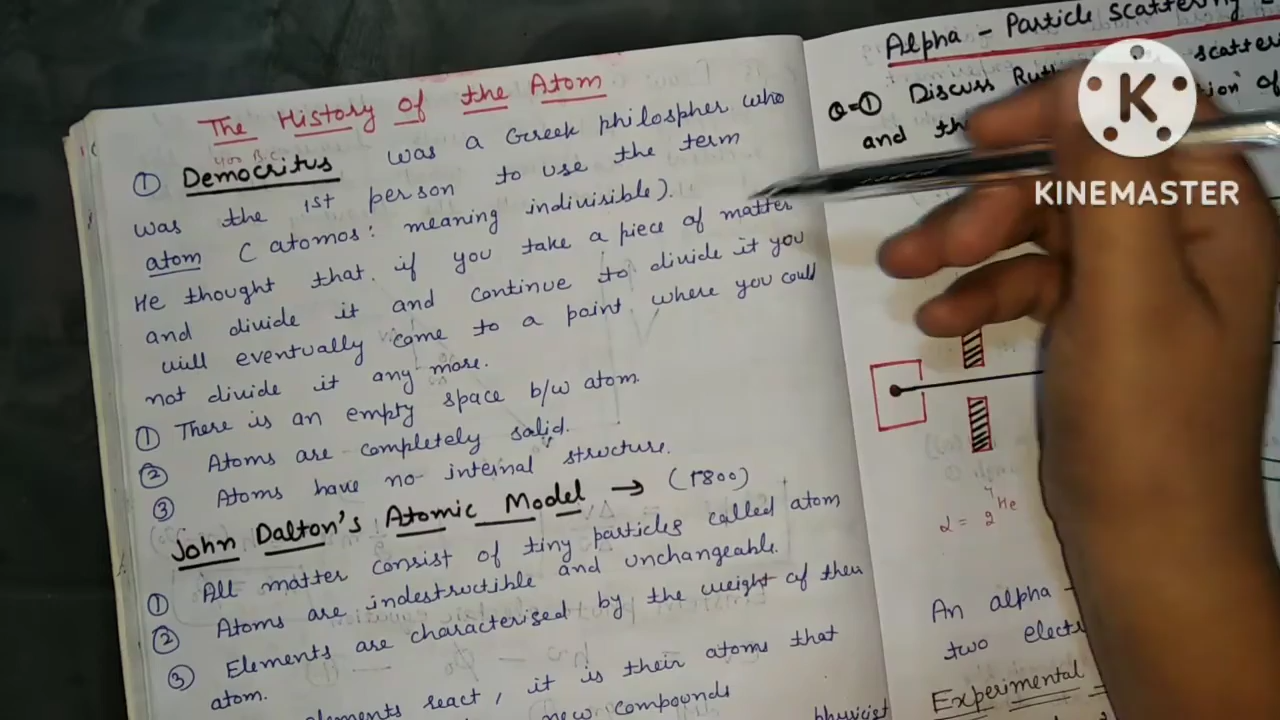 The History of the Atom
400 B.C
① Democritus was a Greek philospher who
was the 1st person to use the term
atom (atomos: meaning indivisible).
He thought that if you take a piece of matter
and divide it and continue to divide it you
will eventually come to a point where you could
not divide it any more.
① There is an empty space b/w atom.
② Atoms are completely solid.
③ Atoms have no internal structure.
John Dalton's Atomic Model → (1800)
① All matter consist of tiny particles called atom
② Atoms are indestructible and unchangeable.
③ Elements are characterised by the weight of their
atom.
elements react, it is their atoms that
new compounds
physicist
Alpha - Particle Scattering
Q=① Discuss scatter
and
α = 2 4 He
An alpha -
two
Experimental
K
KINEMASTER